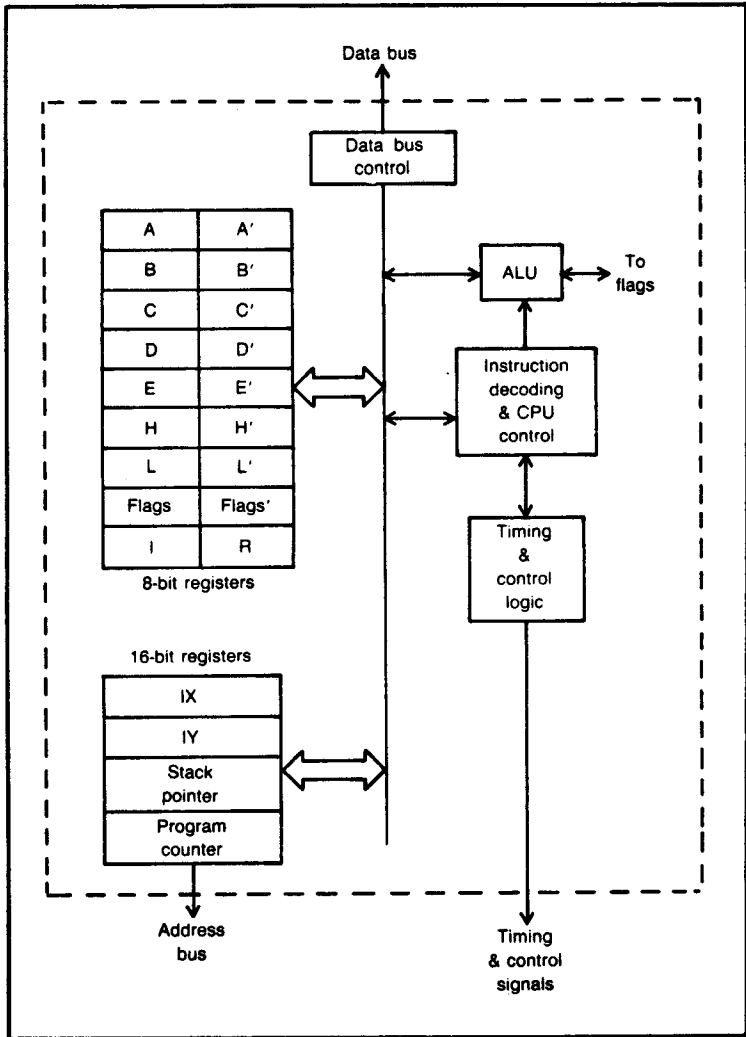 Data bus
Data bus
control
A A′
B B′
C C′
D D′
E E′
H H′
L L′
Flags Flags′
I R
8-bit registers
ALU
To
flags
Instruction
decoding
& CPU
control
Timing
&
control
logic
16-bit registers
IX
IY
Stack
pointer
Program
counter
Address
bus
Timing
& control
signals